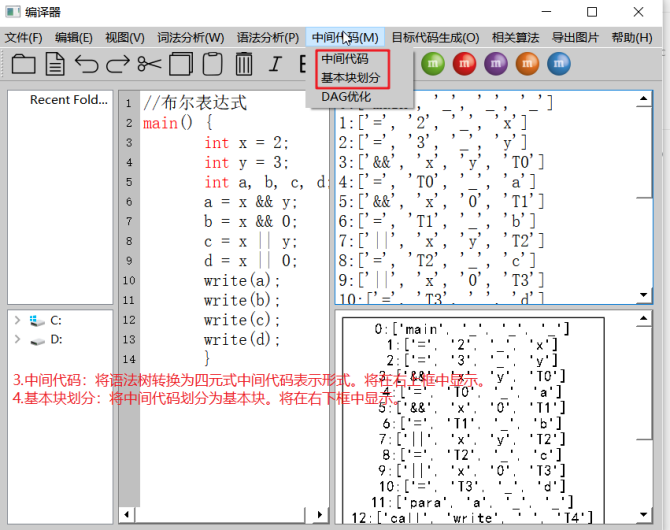 编译器
文件(F) 编辑(E) 视图(V) 词法分析(W) 语法分析(P) 中间代码(M) 目标代码生成(O) 相关算法 导出图片 帮助(H)
中间代码
基本块划分
DAG优化
Recent Fold...
C:
D:
1 //布尔表达式
2 main() {
3 int x = 2;
4 int y = 3;
5 int a, b, c, d;
6 a = x && y;
7 b = x && 0;
8 c = x || y;
9 d = x || 0;
10 write(a);
11 write(b);
12 write(c);
13 write(d);
14 }
1:['=', '2', '_', 'x']
2:['=', '3', '_', 'y']
3:['&&', 'x', 'y', 'T0']
4:['=', 'T0', '_', 'a']
5:['&&', 'x', '0', 'T1']
6:['=', 'T1', '_', 'b']
7:['||', 'x', 'y', 'T2']
8:['=', 'T2', '_', 'c']
9:['||', 'x', '0', 'T3']
10:['=', 'T3', '_', 'd']
3.中间代码：将语法树转换为四元式中间代码表示形式。将在右上框中显示。
4.基本块划分：将中间代码划分为基本块。将在右下框中显示。
0:['main', '_', '_', '_']
1:['=', '2', '_', 'x']
2:['=', '3', '_', 'y']
3:['&&', 'x', 'y', 'T0']
4:['=', 'T0', '_', 'a']
5:['&&', 'x', '0', 'T1']
6:['=', 'T1', '_', 'b']
7:['||', 'x', 'y', 'T2']
8:['=', 'T2', '_', 'c']
9:['||', 'x', '0', 'T3']
10:['=', 'T3', '_', 'd']
11:['para', 'a', '_', '_']
12:['call', 'write', '_', 'T4']